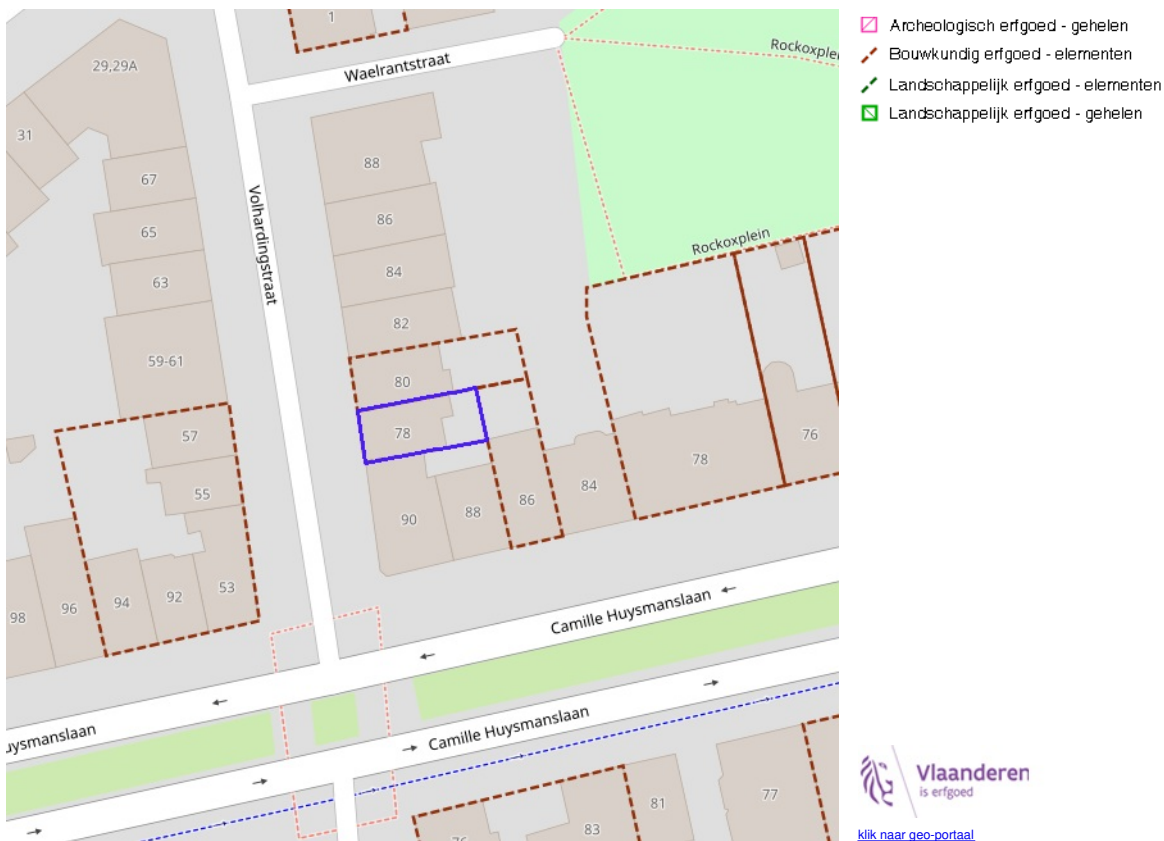 1
29,29A
Waelrantstraat
Rockoxple
31
88
67
Volhardingstraat
86
65
Rockoxplein
84
63
82
59-61
80
78
57
76
78
55
84
86
88
90
53
92
94
96
98
Camille Huysmanslaan
uysmanslaan
Camille Huysmanslaan
81
77
83
76
Archeologisch erfgoed - gehelen
Bouwkundig erfgoed - elementen
Landschappelijk erfgoed - elementen
Landschappelijk erfgoed - gehelen
Vlaanderen
is erfgoed
klik naar geo-portaal